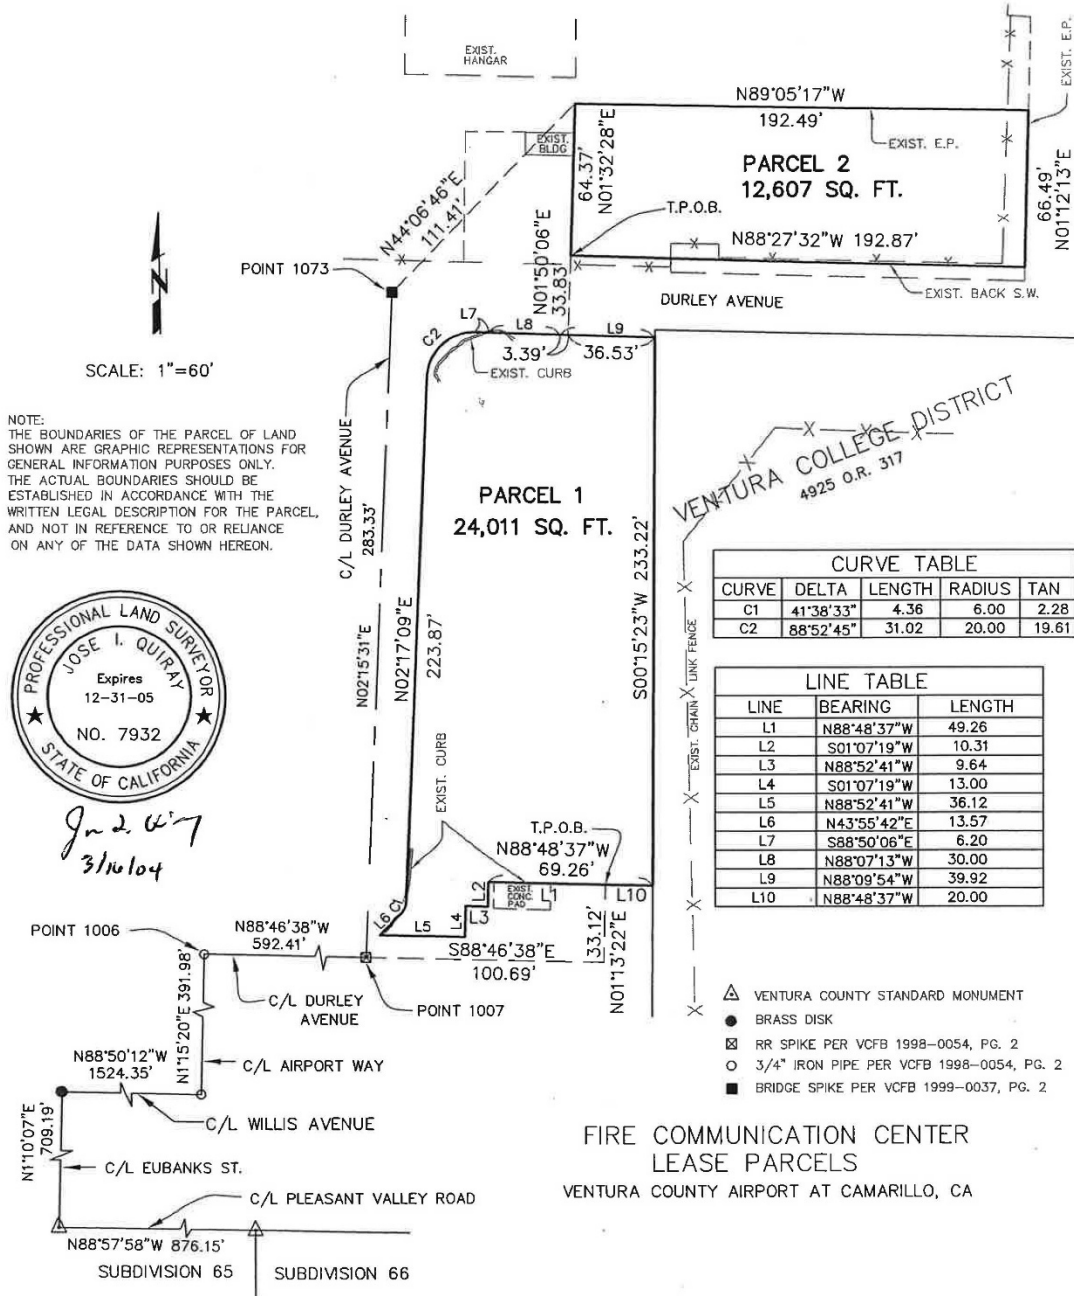 EXIST.
HANGAR
N89°05'17"W
192.49'
EXIST. E.P.
EXIST. E.P.
EXIST.
BLDG
64.37'
N01°32'28"E
PARCEL 2
12,607 SQ. FT.
66.49'
N01°12'13"E
N44°06'46"E
111.41'
T.P.O.B.
N88°27'32"W 192.87'
POINT 1073
N01°50'06"E
33.83'
EXIST. BACK S.W.
DURLEY AVENUE
N
SCALE: 1"=60'
L7
L8
L9
C2
3.39'
36.53'
EXIST. CURB
NOTE:
THE BOUNDARIES OF THE PARCEL OF LAND
SHOWN ARE GRAPHIC REPRESENTATIONS FOR
GENERAL INFORMATION PURPOSES ONLY.
THE ACTUAL BOUNDARIES SHOULD BE
ESTABLISHED IN ACCORDANCE WITH THE
WRITTEN LEGAL DESCRIPTION FOR THE PARCEL,
AND NOT IN REFERENCE TO OR RELIANCE
ON ANY OF THE DATA SHOWN HEREON.
C/L DURLEY AVENUE
283.33'
N02°15'31"E
PARCEL 1
24,011 SQ. FT.
N02°17'09"E
223.87'
S00°15'23"W 233.22'
VENTURA COLLEGE DISTRICT
4925 O.R. 317
EXIST. CHAIN LINK FENCE
CURVE TABLE
CURVE DELTA LENGTH RADIUS TAN
C1 41°38'33" 4.36 6.00 2.28
C2 88°52'45" 31.02 20.00 19.61
LINE TABLE
LINE BEARING LENGTH
L1 N88°48'37"W 49.26
L2 S01°07'19"W 10.31
L3 N88°52'41"W 9.64
L4 S01°07'19"W 13.00
L5 N88°52'41"W 36.12
L6 N43°55'42"E 13.57
L7 S88°50'06"E 6.20
L8 N88°07'13"W 30.00
L9 N88°09'54"W 39.92
L10 N88°48'37"W 20.00
PROFESSIONAL LAND SURVEYOR
JOSE I. QUIRAY
Expires
12-31-05
NO. 7932
STATE OF CALIFORNIA
3/16/04
EXIST. CURB
T.P.O.B.
N88°48'37"W
69.26'
EXIST.
CONC.
PAD
L1
L10
L2
L3
L4
L5
L6
C1
S88°46'38"E
100.69'
33.12'
N01°13'22"E
POINT 1006
N88°46'38"W
592.41'
C/L DURLEY
AVENUE
POINT 1007
N1°15'20"E 391.98'
C/L AIRPORT WAY
N88°50'12"W
1524.35'
C/L WILLIS AVENUE
N1°10'07"E
709.19'
C/L EUBANKS ST.
C/L PLEASANT VALLEY ROAD
N88°57'58"W 876.15'
SUBDIVISION 65
SUBDIVISION 66
VENTURA COUNTY STANDARD MONUMENT
BRASS DISK
RR SPIKE PER VCFB 1998-0054, PG. 2
3/4" IRON PIPE PER VCFB 1998-0054, PG. 2
BRIDGE SPIKE PER VCFB 1999-0037, PG. 2
FIRE COMMUNICATION CENTER
LEASE PARCELS
VENTURA COUNTY AIRPORT AT CAMARILLO, CA